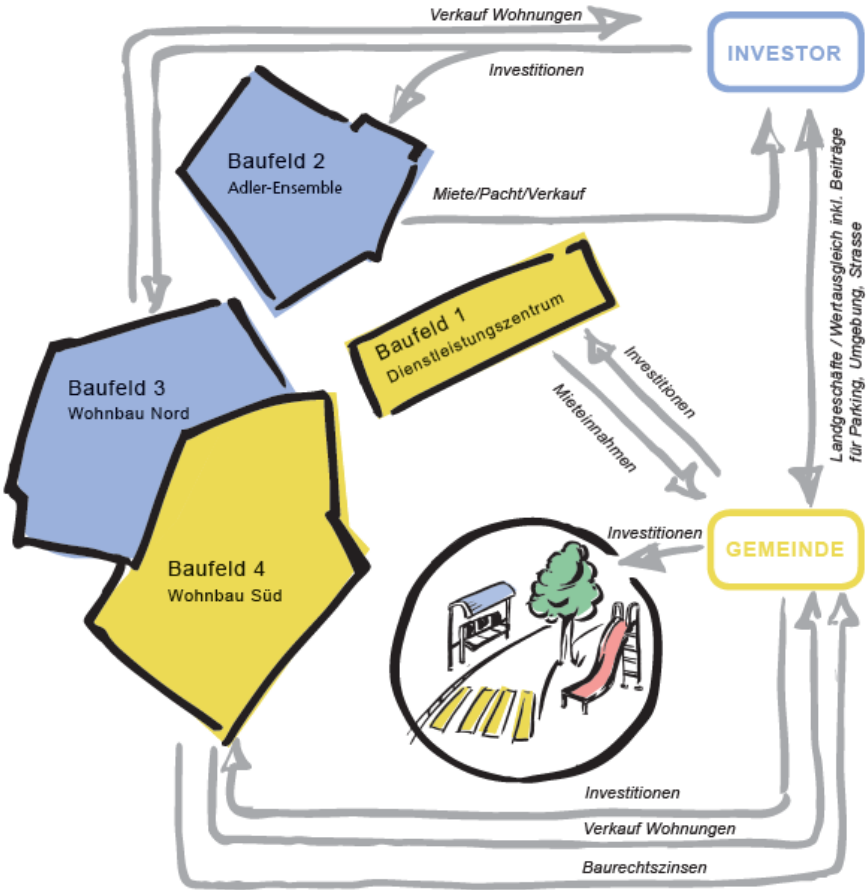 Verkauf Wohnungen
INVESTOR
Investitionen
Baufeld 2
Adler-Ensemble
Miete/Pacht/Verkauf
Landgeschäfte / Wertausgleich inkl. Beiträge
für Parking, Umgebung, Strasse
Baufeld 1
Dienstleistungszentrum
Investitionen
Mieteinnahmen
Baufeld 3
Wohnbau Nord
Investitionen
GEMEINDE
Baufeld 4
Wohnbau Süd
Investitionen
Verkauf Wohnungen
Baurechtszinsen